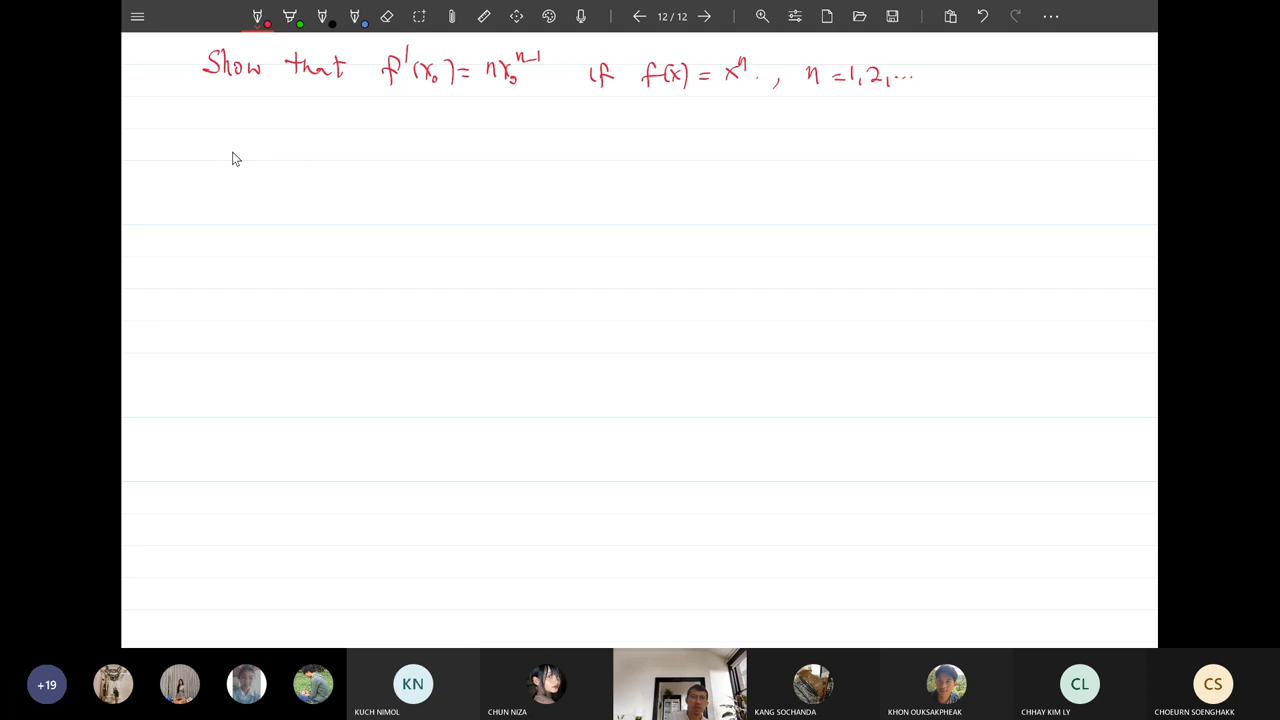 12 / 12
Show that f'(x₀) = nx₀ⁿ⁻¹ if f(x) = xⁿ. , n = 1, 2, ...
+19
KN
CL
CS
KUCH NIMOL
CHUN NIZA
KANG SOCHANDA
KHON OUKSAKPHEAK
CHHAY KIM LY
CHOEURN SOENGHAKK